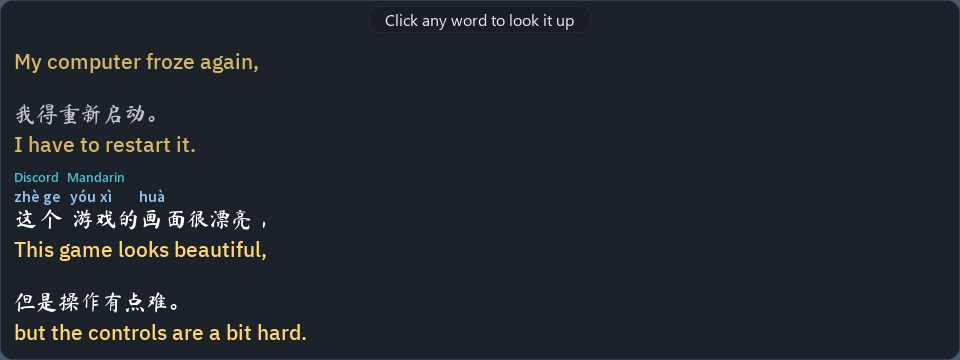 Click any word to look it up
My computer froze again,
我得重新启动。
I have to restart it.
Discord Mandarin
zhè ge yóu xì huà
这个 游戏的画面很漂亮，
This game looks beautiful,
但是操作有点难。
but the controls are a bit hard.